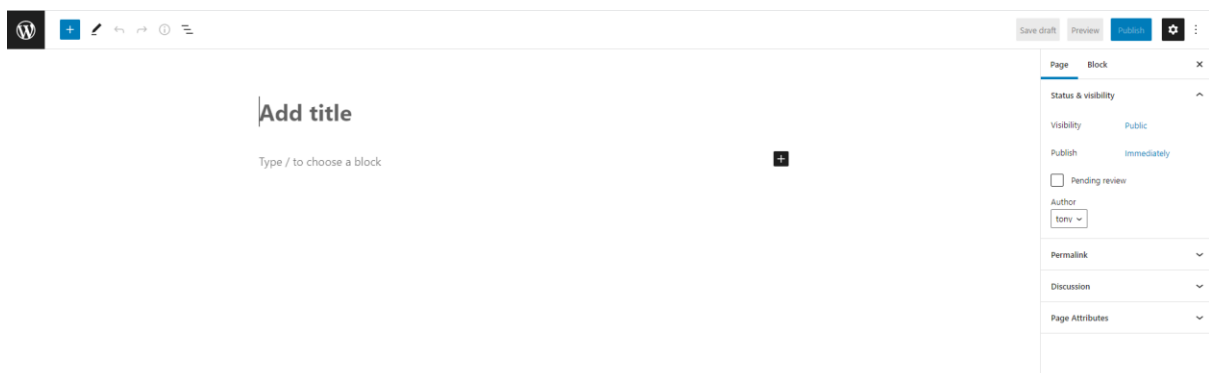 Save draft Preview Publish
Page Block
Status & visibility
Add title
Visibility Public
Type / to choose a block
Publish Immediately
Pending review
Author
tony
Permalink
Discussion
Page Attributes